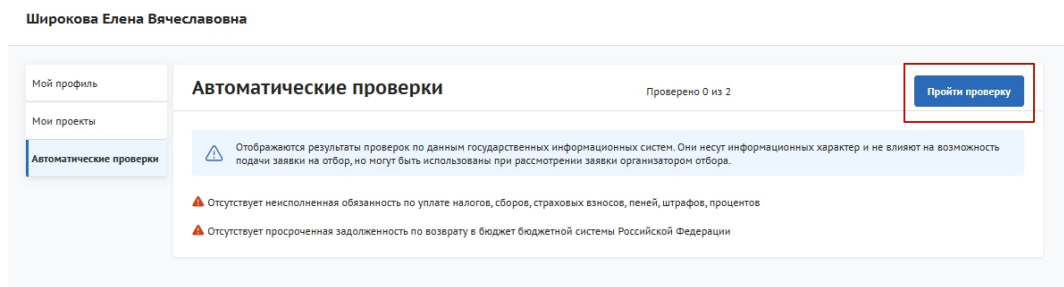 Широкова Елена Вячеславовна
Мой профиль
Мои проекты
Автоматические проверки
Автоматические проверки
Проверено 0 из 2
Пройти проверку
Отображаются результаты проверок по данным государственных информационных систем. Они несут информационных характер и не влияют на возможность
подачи заявки на отбор, но могут быть использованы при рассмотрении заявки организатором отбора.
Отсутствует неисполненная обязанность по уплате налогов, сборов, страховых взносов, пеней, штрафов, процентов
Отсутствует просроченная задолженность по возврату в бюджет бюджетной системы Российской Федерации